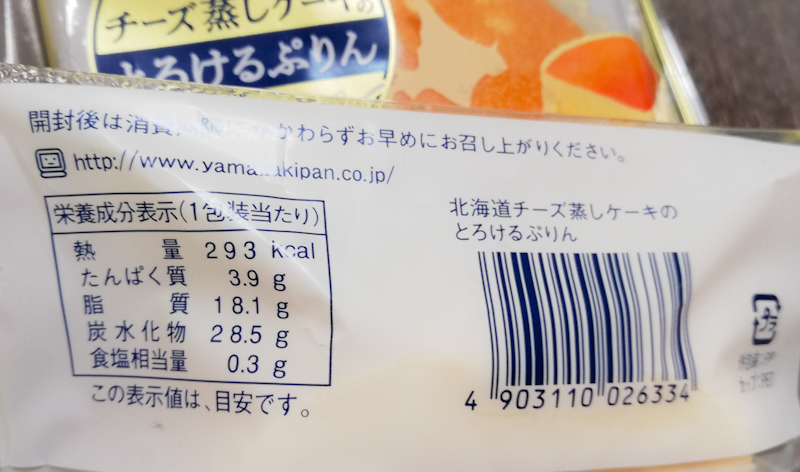 チーズ蒸しケーキの
とろけるぷりん
開封後は消費期限にかかわらずお早めにお召し上がりください。
http://www.yamazakipan.co.jp/
栄養成分表示(1包装当たり)
熱量 293 kcal
たんぱく質 3.9 g
脂質 18.1 g
炭水化物 28.5 g
食塩相当量 0.3 g
この表示値は、目安です。
北海道チーズ蒸しケーキの
とろけるぷりん
4 903110 026334
プラ